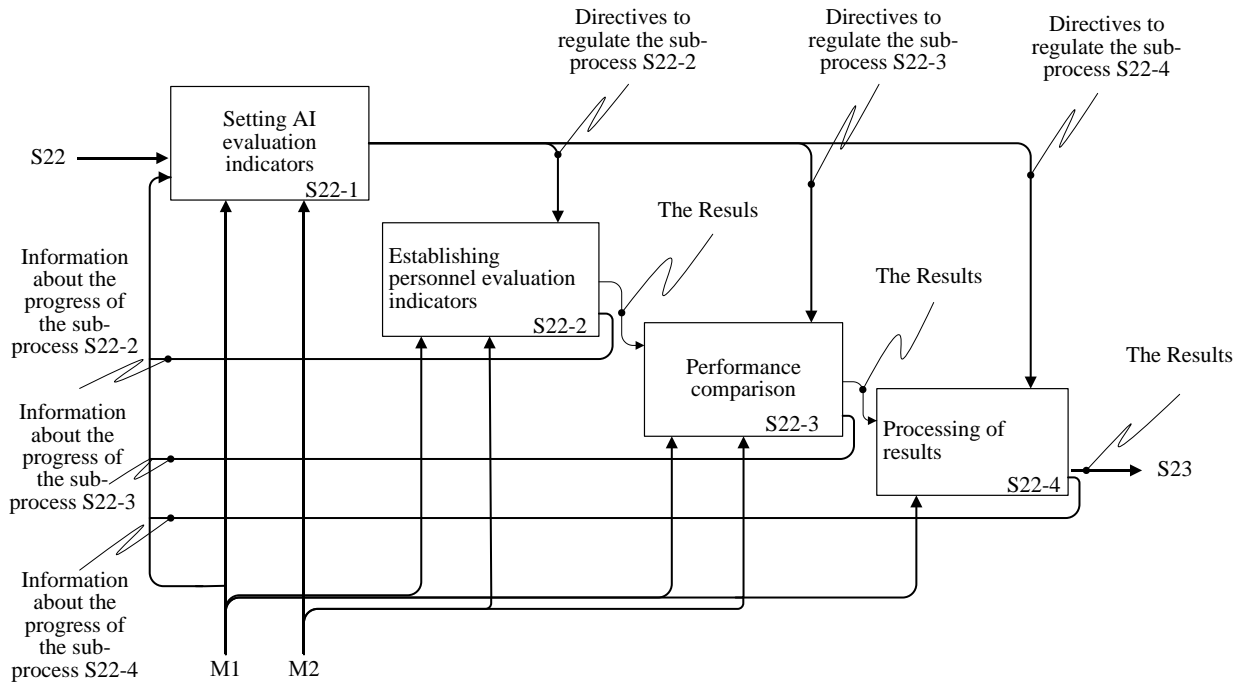 Directives to
regulate the sub-
process S22-2
Directives to
regulate the sub-
process S22-3
Directives to
regulate the sub-
process S22-4
Setting AI
evaluation
indicators
S22-1
S22
The Resuls
Establishing
personnel evaluation
indicators
S22-2
Information
about the
progress of
the sub-
process S22-2
The Results
Performance
comparison
S22-3
The Results
Information
about the
progress of
the sub-
process S22-3
Processing of
results
S22-4
S23
Information
about the
progress of
the sub-
process S22-4
M1
M2